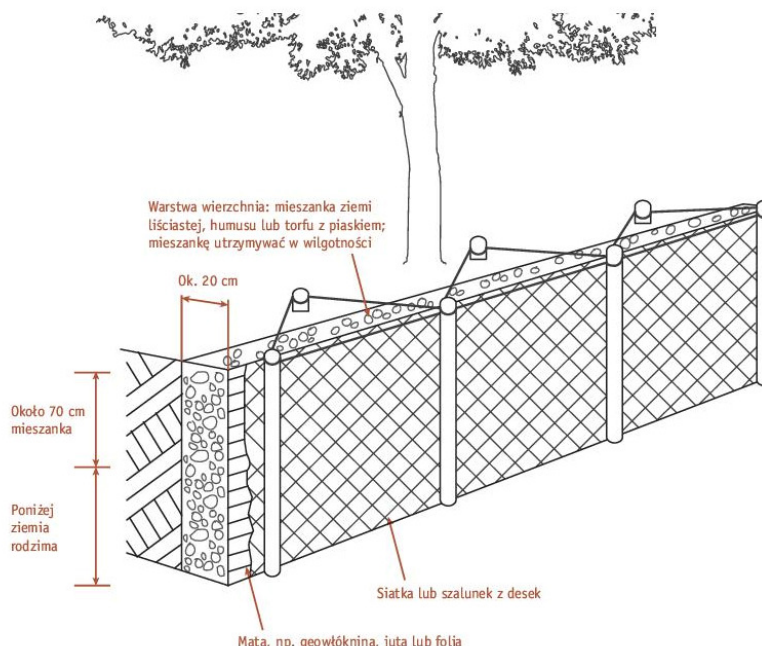 Warstwa wierzchnia: mieszanka ziemi
liściastej, humusu lub torfu z piaskiem;
mieszankę utrzymywać w wilgotności
Ok. 20 cm
Około 70 cm
mieszanka
Poniżej
ziemia
rodzima
Siatka lub szalunek z desek
Mata, np. geowłóknina, juta lub folia